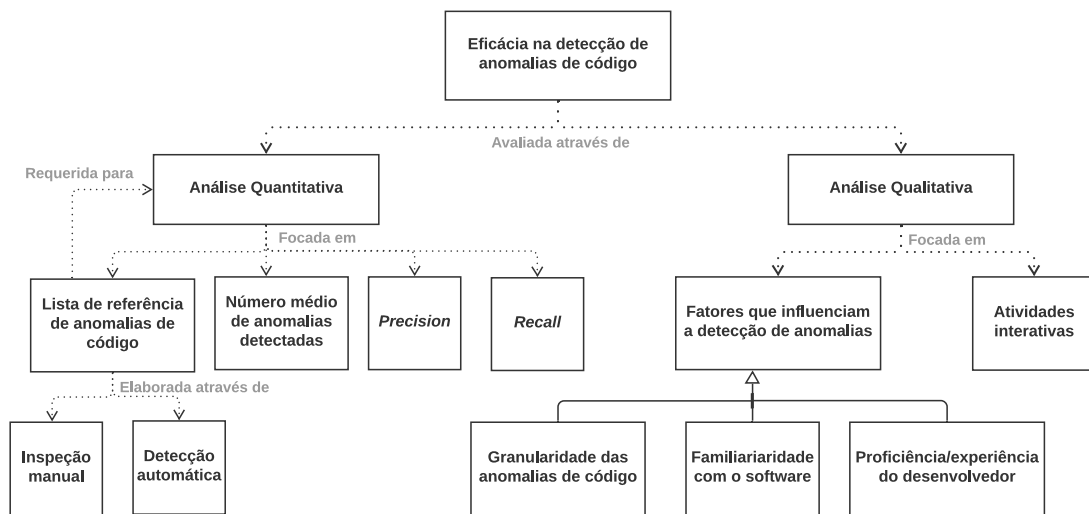 Eficácia na detecção de
anomalias de código
Avaliada através de
Requerida para
Análise Quantitativa
Análise Qualitativa
Focada em
Focada em
Lista de referência
de anomalias de
código
Número médio
de anomalias
detectadas
Precision
Recall
Fatores que influenciam
a detecção de anomalias
Atividades
interativas
Elaborada através de
Inspeção
manual
Detecção
automática
Granularidade das
anomalias de código
Familiariaridade
com o software
Proficiência/experiência
do desenvolvedor